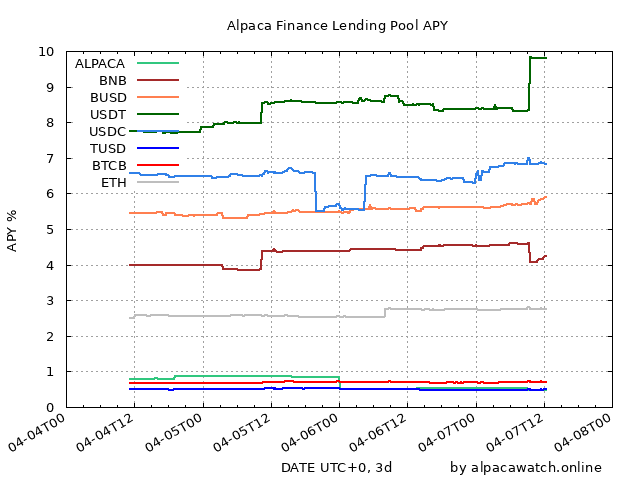 Alpaca Finance Lending Pool APY
10
9
8
7
6
5
4
3
2
1
0
APY %
ALPACA
BNB
BUSD
USDT
USDC
TUSD
BTCB
ETH
04-04T00
04-04T12
04-05T00
04-05T12
04-06T00
04-06T12
04-07T00
04-07T12
04-08T00
DATE UTC+0, 3d
by alpacawatch.online